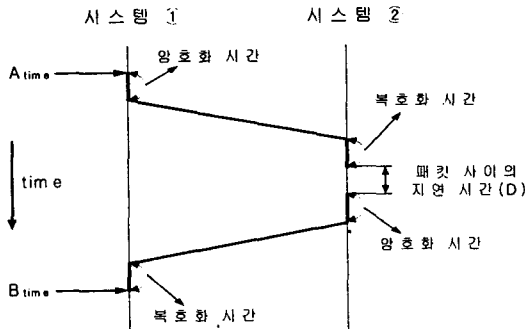 시스템 ① 시스템 ②
암호화 시간
A time
복호화 시간
time
패킷 사이의
지연 시간(D)
암호화 시간
B time
복호화 시간